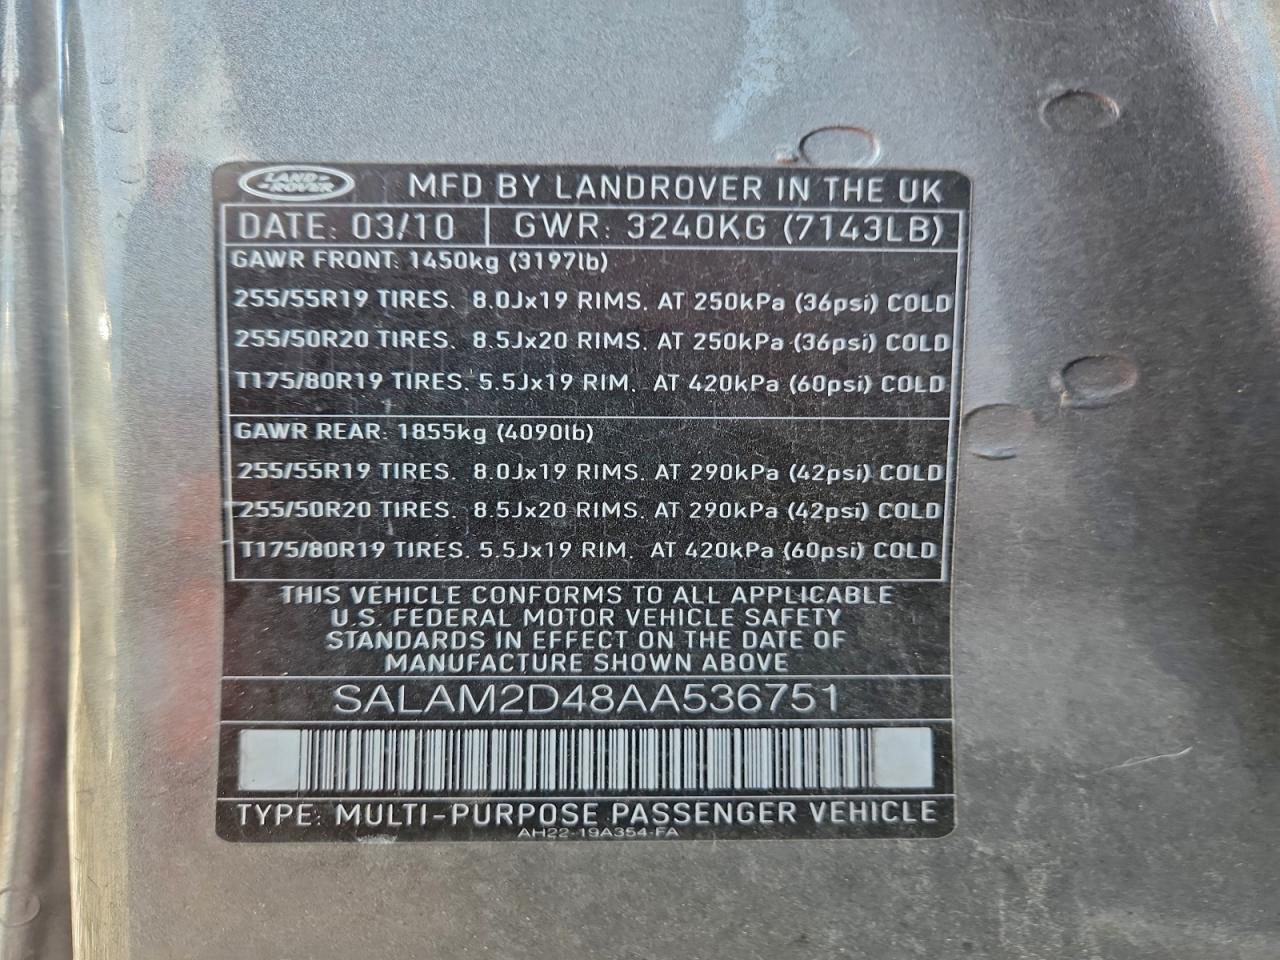 LAND-
-ROVER
MFD BY LANDROVER IN THE UK
DATE: 03/10 GWR: 3240KG (7143LB)
GAWR FRONT: 1450kg (3197lb)
255/55R19 TIRES. 8.0Jx19 RIMS. AT 250kPa (36psi) COLD
255/50R20 TIRES. 8.5Jx20 RIMS. AT 250kPa (36psi) COLD
T175/80R19 TIRES. 5.5Jx19 RIM. AT 420kPa (60psi) COLD
GAWR REAR: 1855kg (4090lb)
255/55R19 TIRES. 8.0Jx19 RIMS. AT 290kPa (42psi) COLD
255/50R20 TIRES. 8.5Jx20 RIMS. AT 290kPa (42psi) COLD
T175/80R19 TIRES. 5.5Jx19 RIM. AT 420kPa (60psi) COLD
THIS VEHICLE CONFORMS TO ALL APPLICABLE
U.S. FEDERAL MOTOR VEHICLE SAFETY
STANDARDS IN EFFECT ON THE DATE OF
MANUFACTURE SHOWN ABOVE
SALAM2D48AA536751
TYPE: MULTI-PURPOSE PASSENGER VEHICLE
AH22-19A354-FA